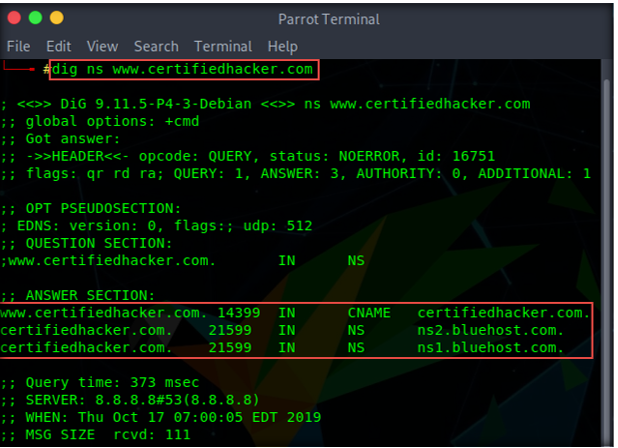 Parrot Terminal
File Edit View Search Terminal Help
#dig ns www.certifiedhacker.com
; <<>> DiG 9.11.5-P4-3-Debian <<>> ns www.certifiedhacker.com
;; global options: +cmd
;; Got answer:
;; ->>HEADER<<- opcode: QUERY, status: NOERROR, id: 16751
;; flags: qr rd ra; QUERY: 1, ANSWER: 3, AUTHORITY: 0, ADDITIONAL: 1
;; OPT PSEUDOSECTION:
; EDNS: version: 0, flags:; udp: 512
;; QUESTION SECTION:
;www.certifiedhacker.com. IN NS
;; ANSWER SECTION:
www.certifiedhacker.com. 14399 IN CNAME certifiedhacker.com.
certifiedhacker.com. 21599 IN NS ns2.bluehost.com.
certifiedhacker.com. 21599 IN NS ns1.bluehost.com.
;; Query time: 373 msec
;; SERVER: 8.8.8.8#53(8.8.8.8)
;; WHEN: Thu Oct 17 07:00:05 EDT 2019
;; MSG SIZE rcvd: 111